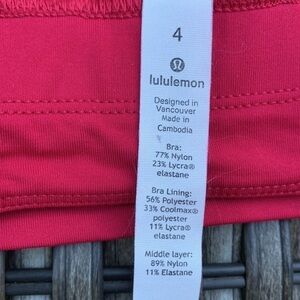 4
lululemon
Designed in
Vancouver
Made in
Cambodia
Bra:
77% Nylon
23% Lycra®
elastane
Bra Lining:
56% Polyester
33% Coolmax®
polyester
11% Lycra®
elastane
Middle layer:
89% Nylon
11% Elastane